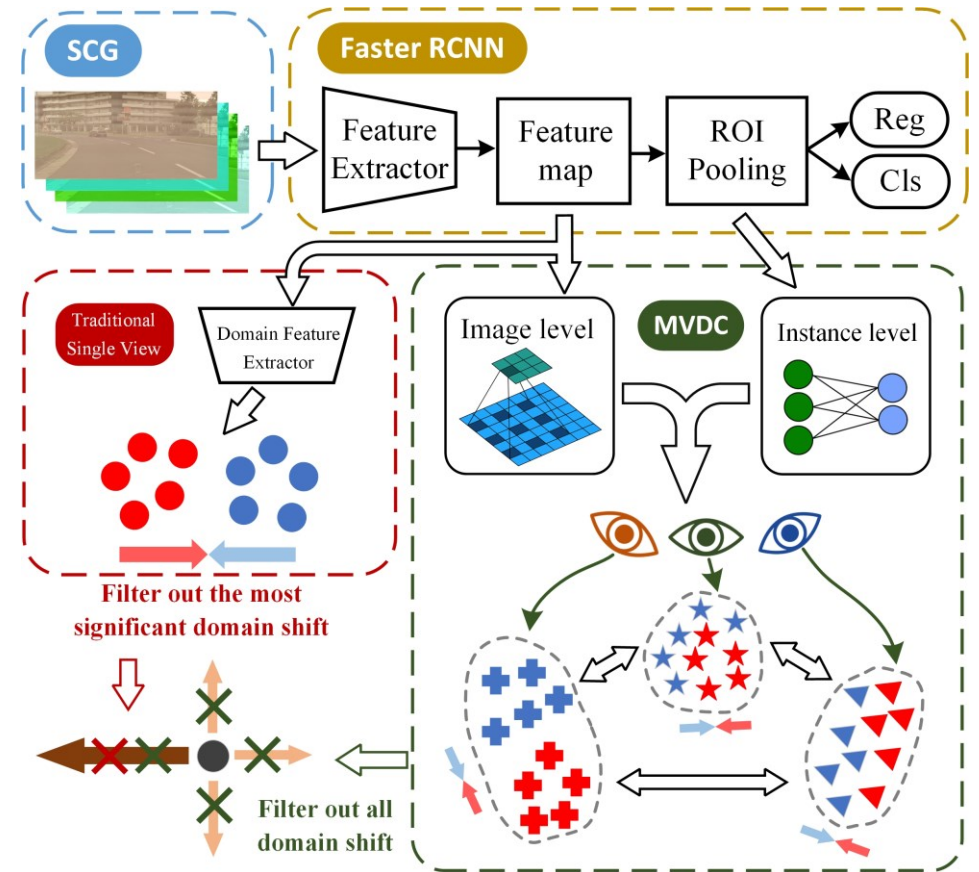 SCG
Faster RCNN
Feature
Extractor
Feature
map
ROI
Pooling
Reg
Cls
Traditional
Single View
Domain Feature
Extractor
Image level
MVDC
Instance level
Filter out the most
significant domain shift
Filter out all
domain shift